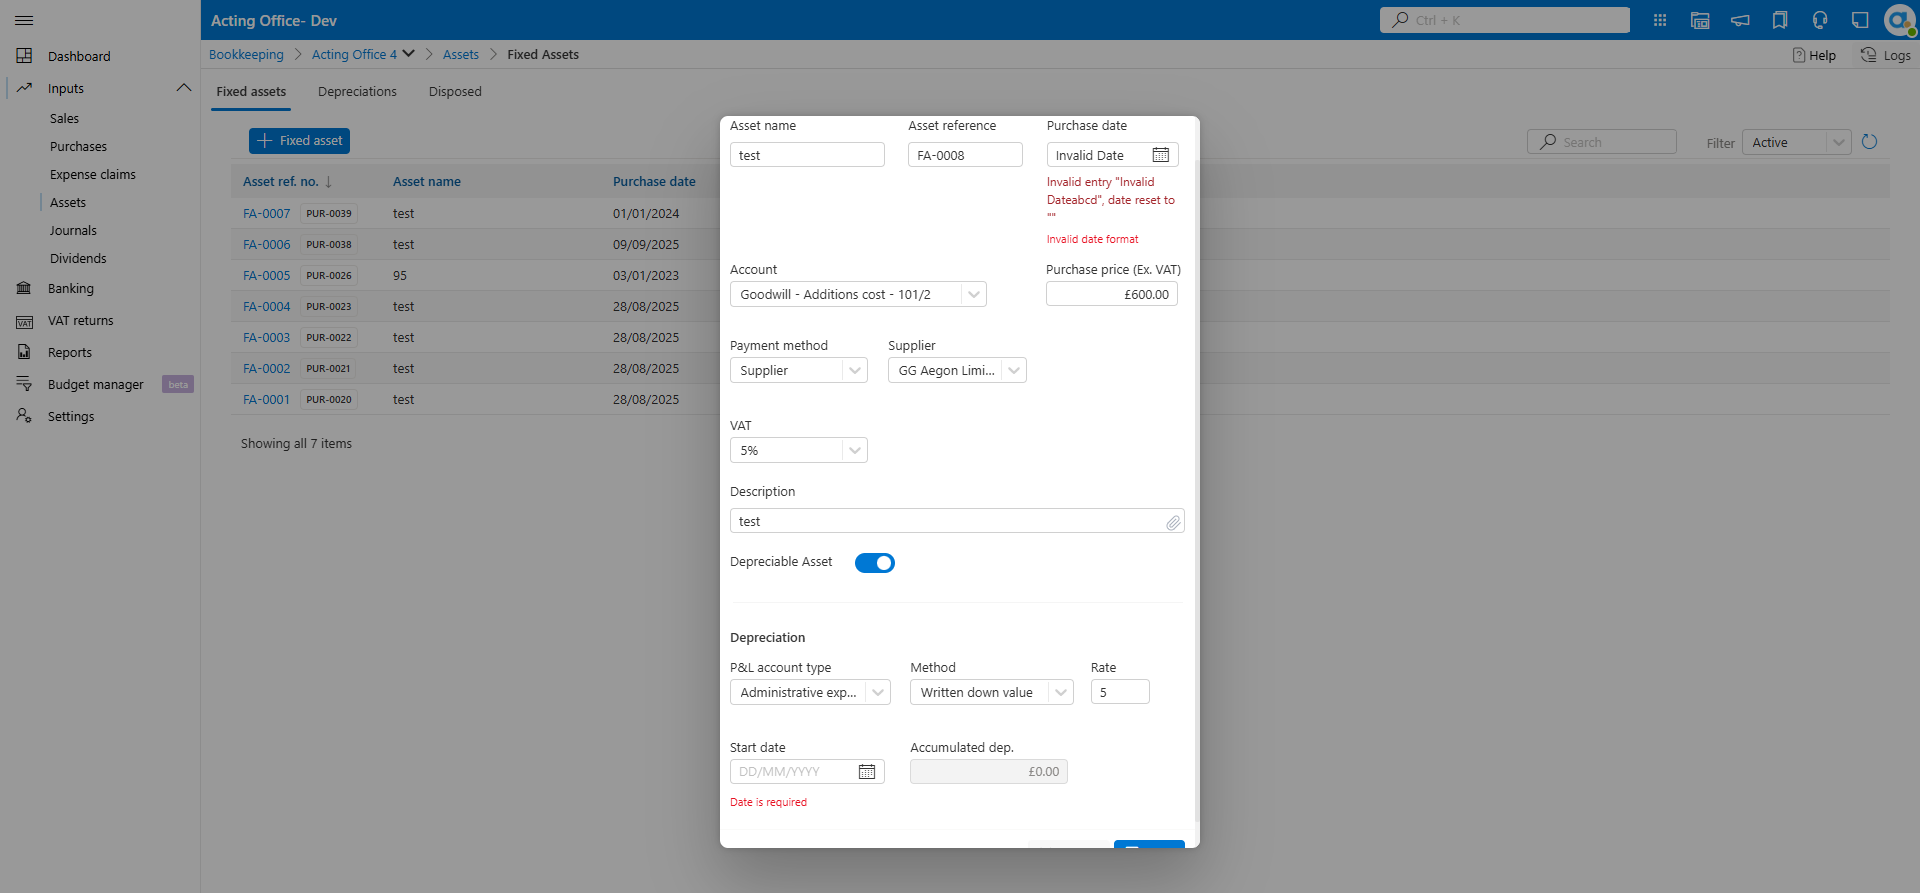 Acting Office- Dev
Ctrl + K
Bookkeeping
Acting Office 4
Assets
Fixed Assets
Help
Logs
Dashboard
Inputs
Sales
Purchases
Expense claims
Assets
Journals
Dividends
Banking
VAT
VAT returns
Reports
Budget manager
beta
Settings
Fixed assets
Depreciations
Disposed
Fixed asset
Search
Filter
Active
Asset ref. no.
Asset name
Purchase date
FA-0007 PUR-0039 test 01/01/2024
FA-0006 PUR-0038 test 09/09/2025
FA-0005 PUR-0026 95 03/01/2023
FA-0004 PUR-0023 test 28/08/2025
FA-0003 PUR-0022 test 28/08/2025
FA-0002 PUR-0021 test 28/08/2025
FA-0001 PUR-0020 test 28/08/2025
Showing all 7 items
Asset name
Asset reference
Purchase date
test
FA-0008
Invalid Date
Invalid entry "Invalid
Dateabcd", date reset to
""
Invalid date format
Account
Purchase price (Ex. VAT)
Goodwill - Additions cost - 101/2
£600.00
Payment method
Supplier
Supplier
GG Aegon Limi...
VAT
5%
Description
test
Depreciable Asset
Depreciation
P&L account type
Method
Rate
Administrative exp...
Written down value
5
Start date
Accumulated dep.
DD/MM/YYYY
£0.00
Date is required